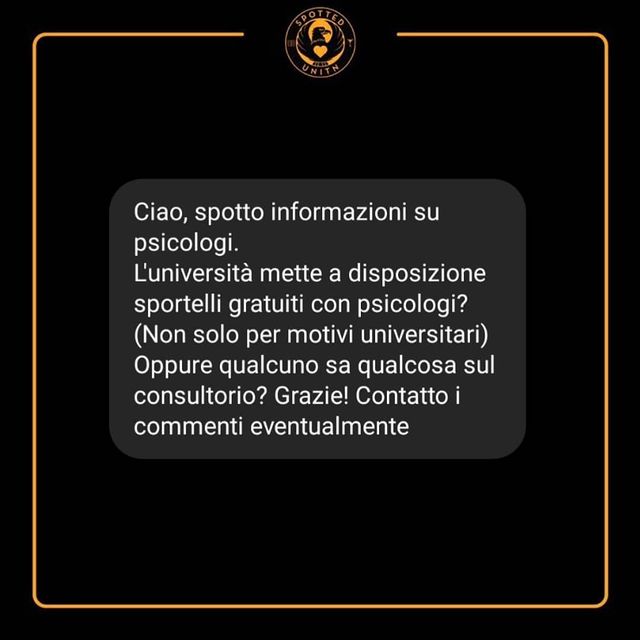 SPOTTED
UNITN
Ciao, spotto informazioni su
psicologi.
L'università mette a disposizione
sportelli gratuiti con psicologi?
(Non solo per motivi universitari)
Oppure qualcuno sa qualcosa sul
consultorio? Grazie! Contatto i
commenti eventualmente